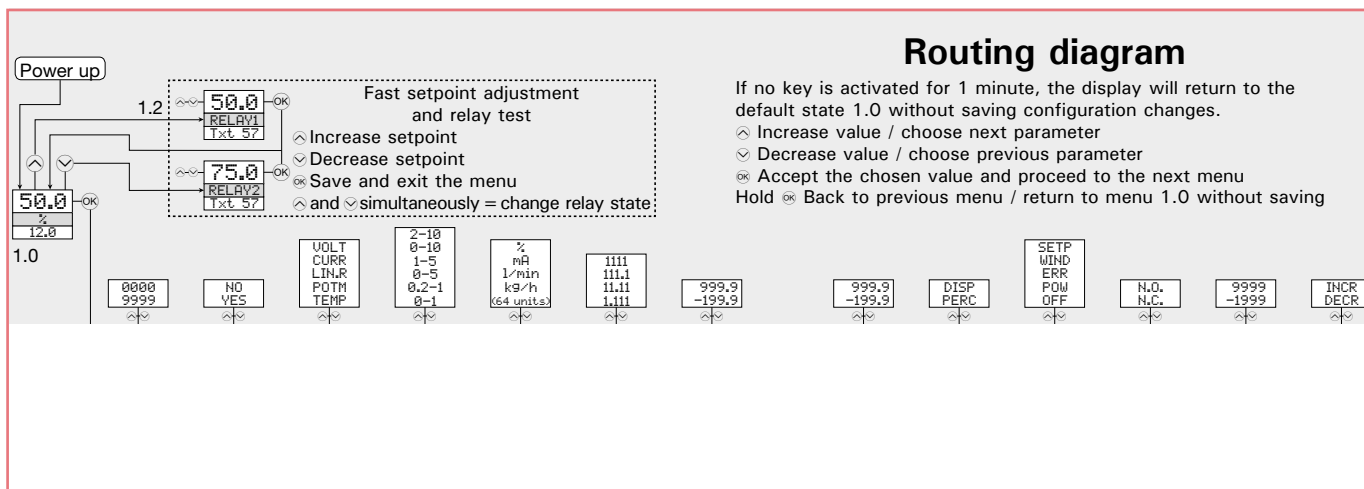 Routing diagram
Power up
If no key is activated for 1 minute, the display will return to the
default state 1.0 without saving configuration changes.
Increase value / choose next parameter
Decrease value / choose previous parameter
OK Accept the chosen value and proceed to the next menu
Hold OK Back to previous menu / return to menu 1.0 without saving
1.2
50.0
OK
RELAY1
Txt 57
75.0
OK
RELAY2
Txt 57
Fast setpoint adjustment
and relay test
Increase setpoint
Decrease setpoint
OK Save and exit the menu
and simultaneously = change relay state
50.0
OK
%
12.0
1.0
0000
9999
NO
YES
VOLT
CURR
LIN.R
POTM
TEMP
2-10
0-10
1-5
0-5
0.2-1
0-1
%
mA
l/min
kg/h
(64 units)
1111
111.1
11.11
1.111
999.9
-199.9
999.9
-199.9
DISP
PERC
SETP
WIND
ERR
POW
OFF
N.O.
N.C.
9999
-1999
INCR
DECR